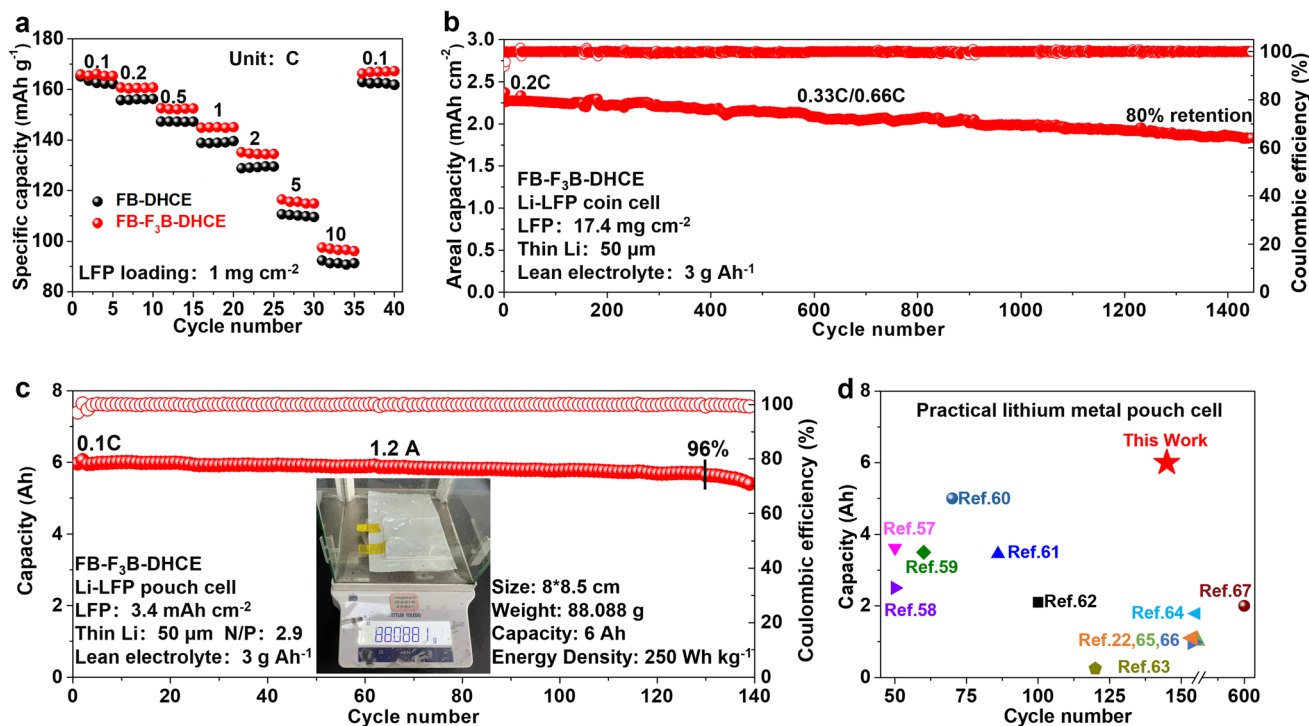 a
Specific capacity (mAh g-1)
180
160
140
120
100
80
0.1
0.2
0.5
1
2
5
10
0.1
Unit: C
FB-DHCE
FB-F3B-DHCE
LFP loading: 1 mg cm-2
0 5 10 15 20 25 30 35 40
Cycle number
b
Areal capacity (mAh cm-2)
3.0
2.5
2.0
1.5
1.0
0.5
0.0
0.2C
0.33C/0.66C
80% retention
FB-F3B-DHCE
Li-LFP coin cell
LFP: 17.4 mg cm-2
Thin Li: 50 μm
Lean electrolyte: 3 g Ah-1
0 200 400 600 800 1000 1200 1400
Cycle number
100
80
60
40
20
0
Coulombic efficiency (%)
c
Capacity (Ah)
8
6
4
2
0
0.1C
1.2 A
96%
FB-F3B-DHCE
Li-LFP pouch cell
LFP: 3.4 mAh cm-2
Thin Li: 50 μm N/P: 2.9
Lean electrolyte: 3 g Ah-1
METTLER TOLEDO
88.0881 g
Size: 8*8.5 cm
Weight: 88.088 g
Capacity: 6 Ah
Energy Density: 250 Wh kg-1
0 20 40 60 80 100 120 140
Cycle number
100
80
60
40
20
0
Coulombic efficiency (%)
d
Practical lithium metal pouch cell
Capacity (Ah)
8
6
4
2
0
This Work
Ref.60
Ref.57
Ref.59
Ref.61
Ref.58
Ref.62
Ref.64
Ref.67
Ref.22,65,66
Ref.63
50 75 100 125 150 600
Cycle number